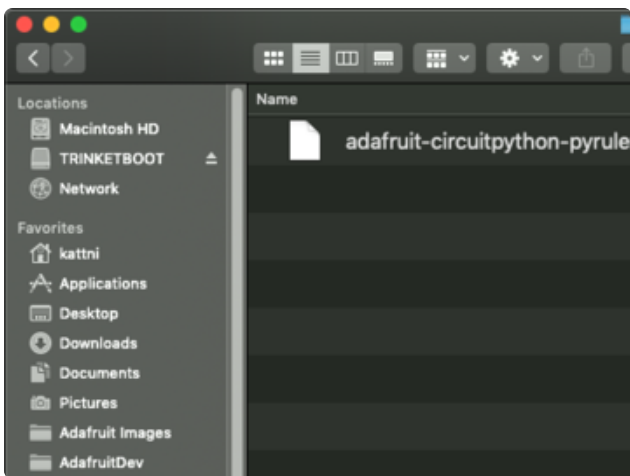 Name
Locations
Macintosh HD
TRINKETBOOT
Network
Favorites
kattni
Applications
Desktop
Downloads
Documents
Pictures
Adafruit Images
AdafruitDev
adafruit-circuitpython-pyrule